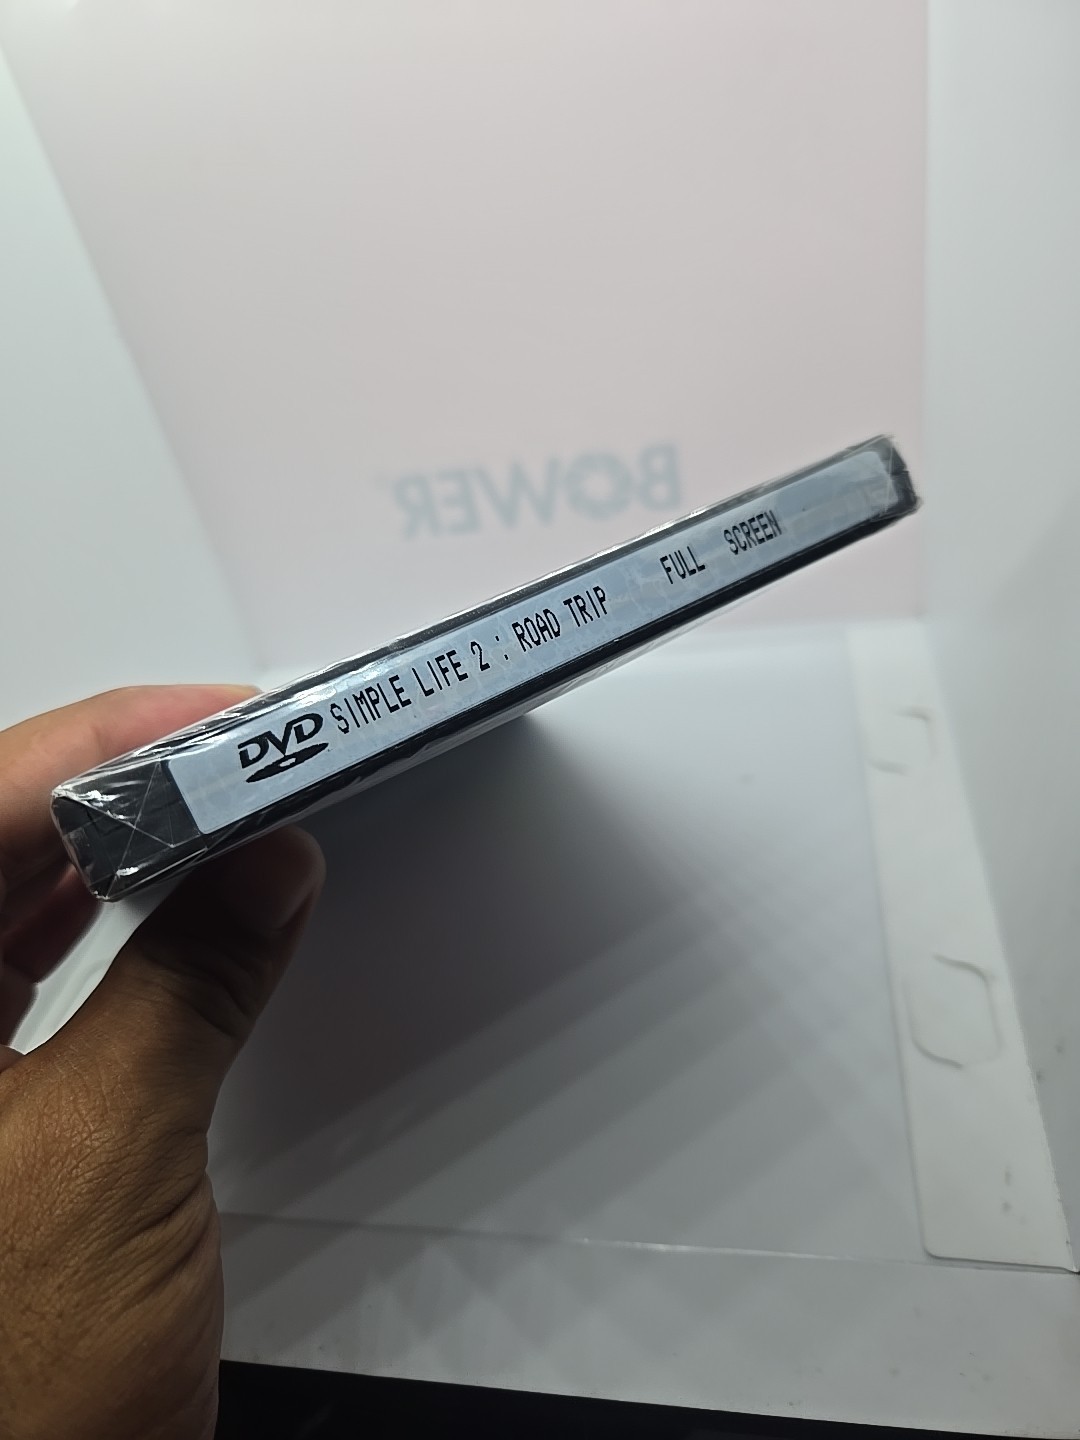 BOWER
DVD SIMPLE LIFE 2 : ROAD TRIP FULL SCREEN